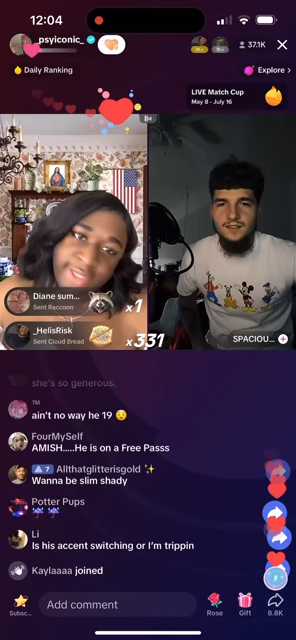 12:04
psyiconic_
37.1K
Daily Ranking
Explore >
LIVE Match Cup
May 8 - July 16
Diane sum...
Sent Raccoon
x1
_HelisRisk
Sent Cloud Bread
x331
SPACIOU...
she's so generous.
TM
ain't no way he 19 😒
FourMySelf
AMISH.....He is on a Free Passs
7 Allthatglitterisgold ✨
Wanna be slim shady
Potter Pups
☔☔
Li
Is his accent switching or I'm trippin
Kaylaaaa joined
Subsc...
Add comment
Rose
Gift
8.8K